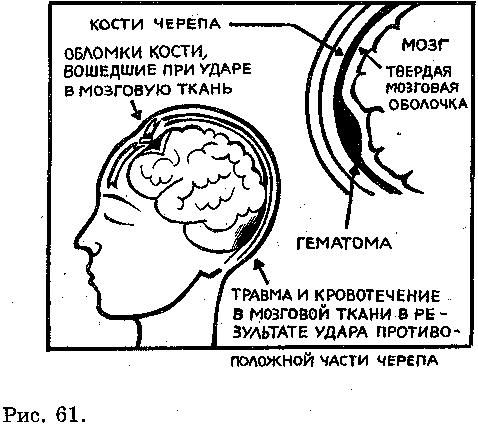 КОСТИ ЧЕРЕПА
ОБЛОМКИ КОСТИ,
ВОШЕДШИЕ ПРИ УДАРЕ
В МОЗГОВУЮ ТКАНЬ
МОЗГ
ТВЕРДАЯ
МОЗГОВАЯ
ОБОЛОЧКА
ГЕМАТОМА
ТРАВМА И КРОВОТЕЧЕНИЕ
В МОЗГОВОЙ ТКАНИ В РЕ-
ЗУЛЬТАТЕ УДАРА ПРОТИВО-
ПОЛОЖНОЙ ЧАСТИ ЧЕРЕПА
Рис. 61.